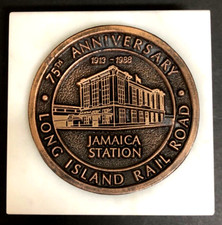 75TH ANNIVERSARY
1913 - 1988
JAMAICA
STATION
• LONG ISLAND RAIL ROAD •